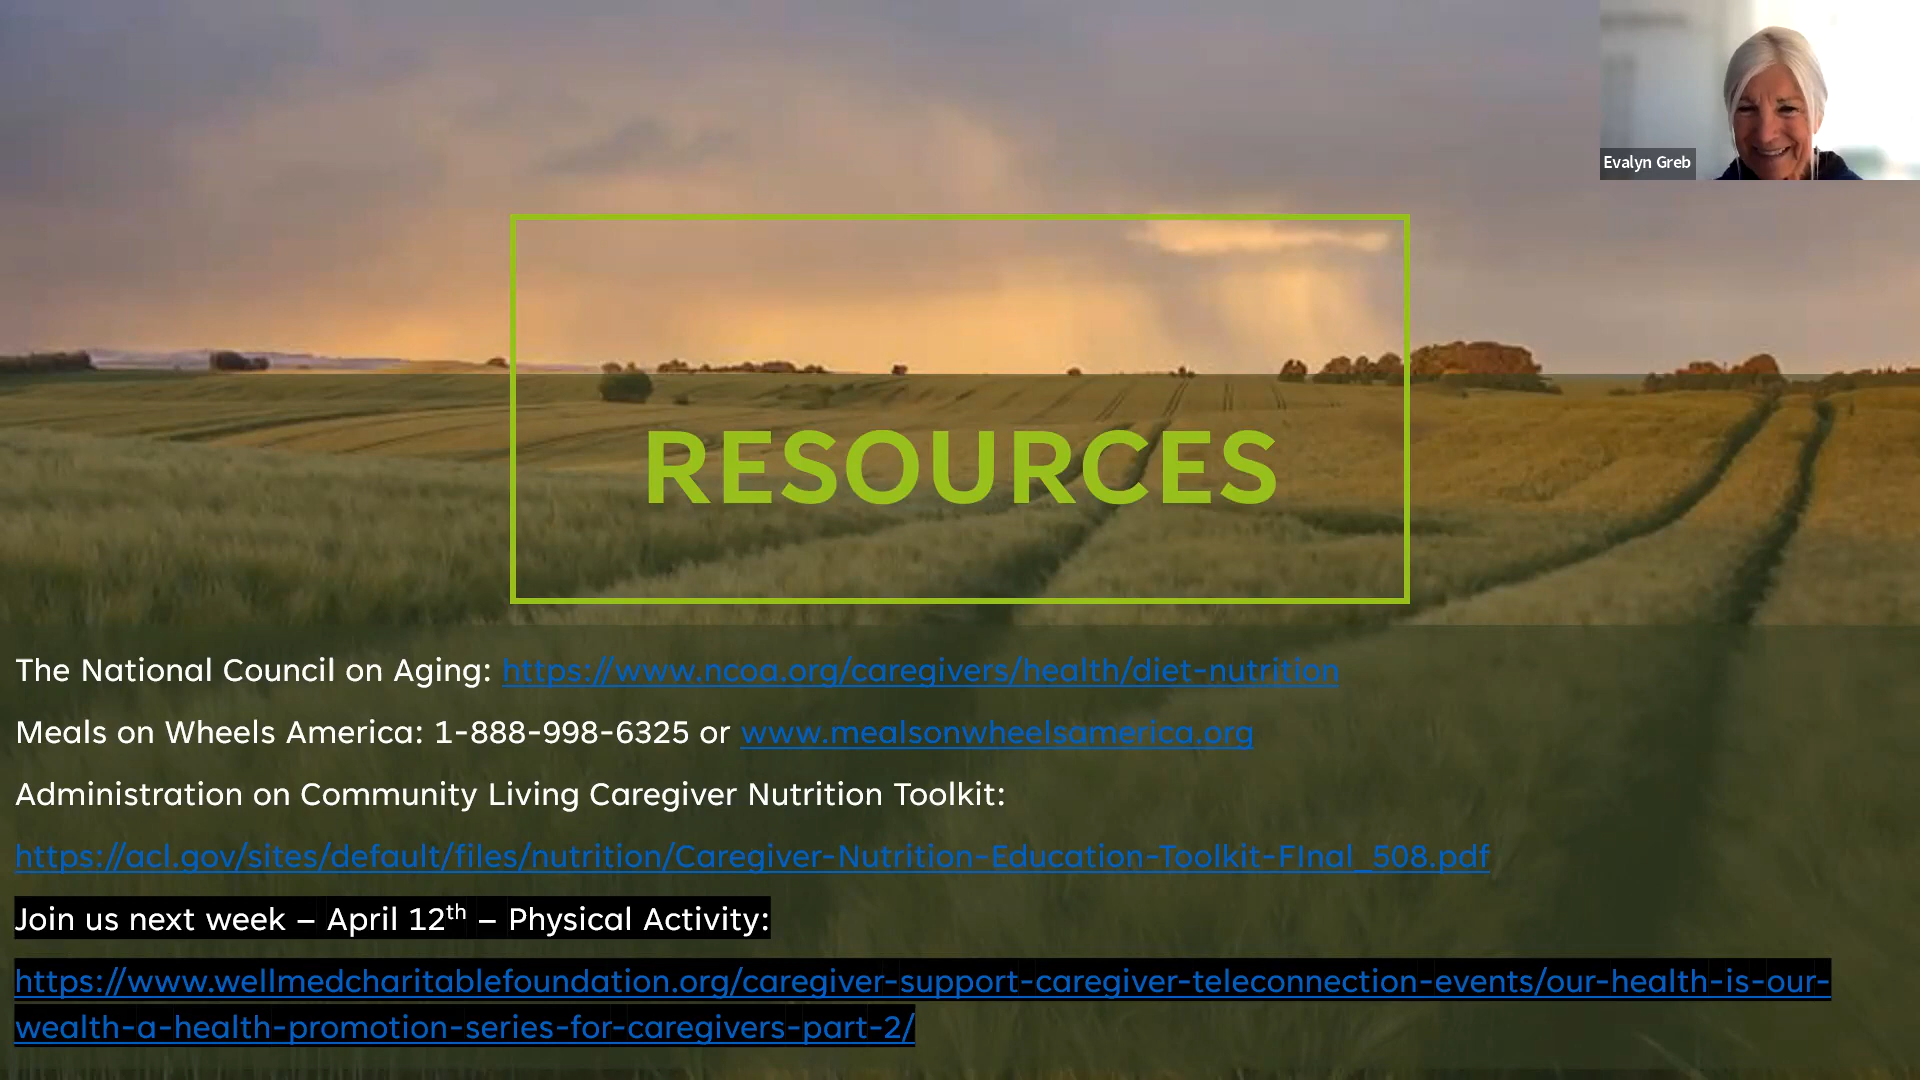 Evalyn Greb
RESOURCES
The National Council on Aging: https://www.ncoa.org/caregivers/health/diet-nutrition
Meals on Wheels America: 1-888-998-6325 or www.mealsonwheelsamerica.org
Administration on Community Living Caregiver Nutrition Toolkit:
https://acl.gov/sites/default/files/nutrition/Caregiver-Nutrition-Education-Toolkit-FInal_508.pdf
Join us next week – April 12th – Physical Activity:
https://www.wellmedcharitablefoundation.org/caregiver-support-caregiver-teleconnection-events/our-health-is-our-
wealth-a-health-promotion-series-for-caregivers-part-2/